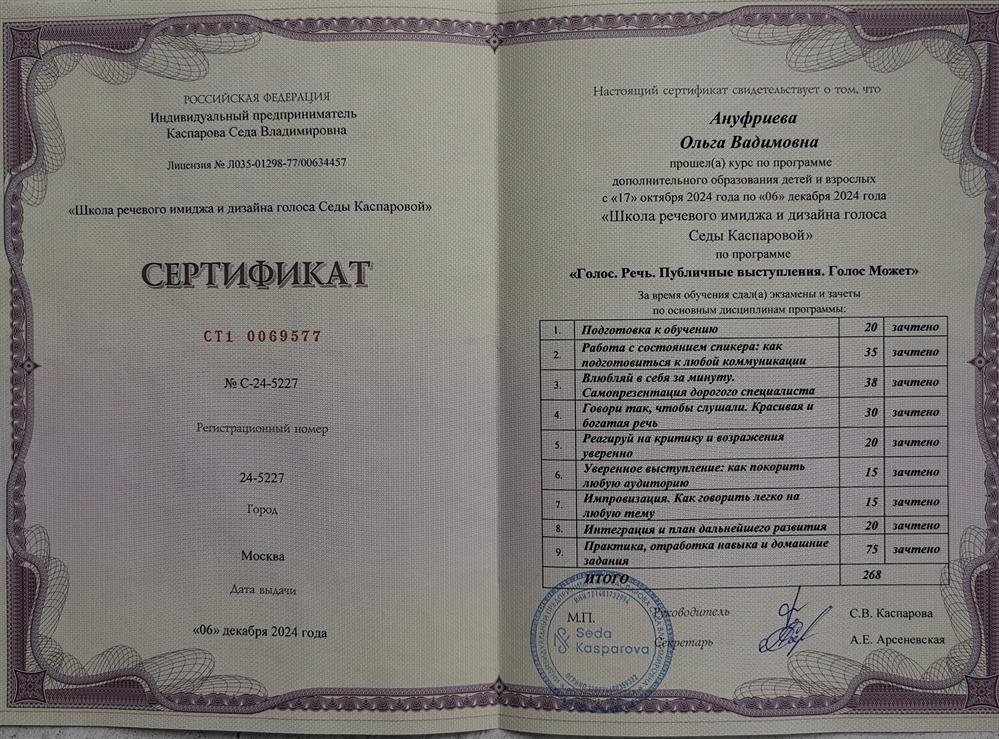 РОССИЙСКАЯ ФЕДЕРАЦИЯ
Индивидуальный предприниматель
Каспарова Седа Владимировна
Лицензия № Л035-01298-77/00634457
«Школа речевого имиджа и дизайна голоса Седы Каспаровой»
СЕРТИФИКАТ
СТ1 0069577
№ С-24-5227
Регистрационный номер
24-5227
Город
Москва
Дата выдачи
«06» декабря 2024 года
Настоящий сертификат свидетельствует о том, что
Ануфриева
Ольга Вадимовна
прошел(а) курс по программе
дополнительного образования детей и взрослых
с «17» октября 2024 года по «06» декабря 2024 года
«Школа речевого имиджа и дизайна голоса
Седы Каспаровой»
по программе
«Голос. Речь. Публичные выступления. Голос Может»
За время обучения сдал(а) экзамены и зачеты
по основным дисциплинам программы:
1. Подготовка к обучению 20 зачтено
2. Работа с состоянием спикера: как
подготовиться к любой коммуникации 35 зачтено
3. Влюбляй в себя за минуту.
Самопрезентация дорогого специалиста 38 зачтено
4. Говори так, чтобы слушали. Красивая и
богатая речь 30 зачтено
5. Реагируй на критику и возражения
уверенно 20 зачтено
6. Уверенное выступление: как покорить
любую аудиторию 15 зачтено
7. Импровизация. Как говорить легко на
любую тему 15 зачтено
8. Интеграция и план дальнейшего развития 20 зачтено
9. Практика, отработка навыка и домашние
задания 75 зачтено
ИТОГО 268
М.П.
Руководитель С.В. Каспарова
Секретарь А.Е. Арсеневская
Seda
Kasparova